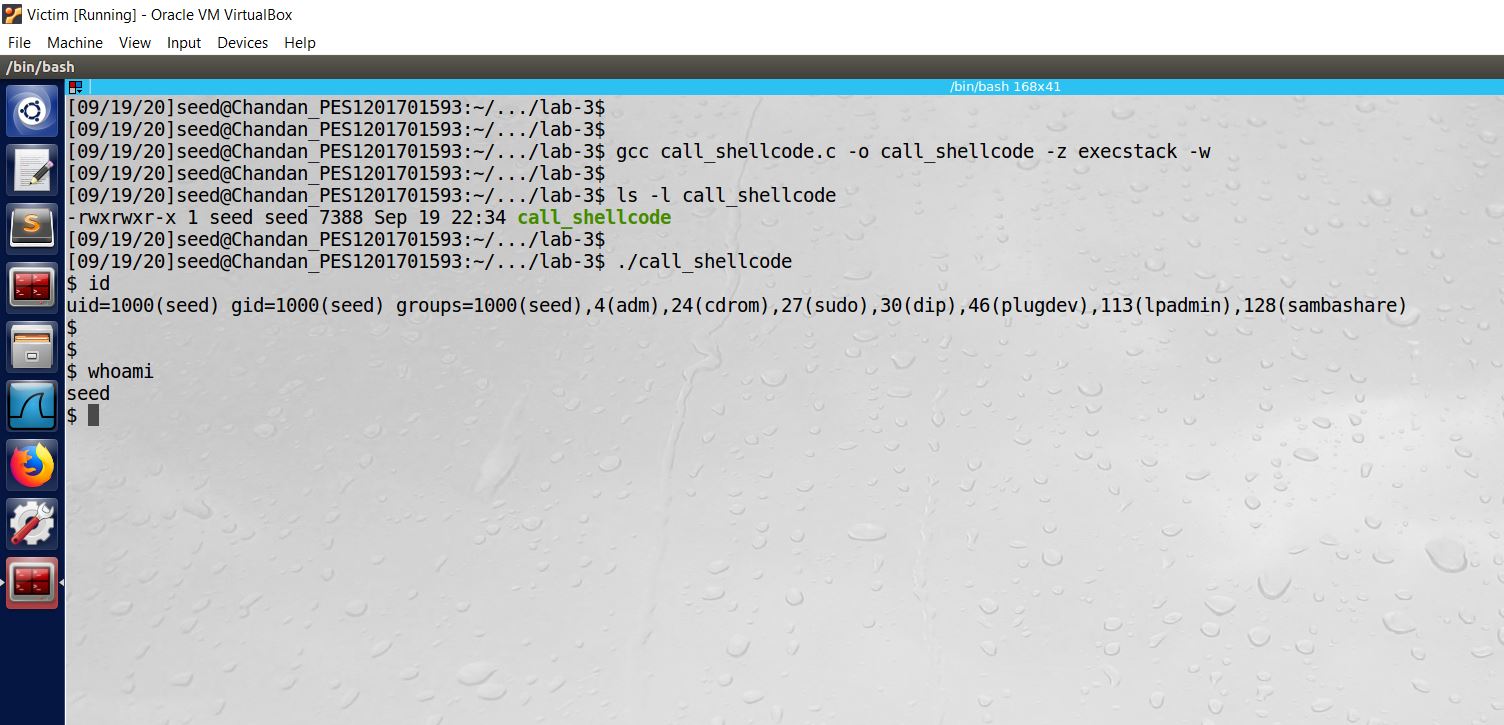 Victim [Running] - Oracle VM VirtualBox
File Machine View Input Devices Help
/bin/bash
/bin/bash 168x41
[09/19/20]seed@Chandan_PES1201701593:~/.../lab-3$
[09/19/20]seed@Chandan_PES1201701593:~/.../lab-3$
[09/19/20]seed@Chandan_PES1201701593:~/.../lab-3$ gcc call_shellcode.c -o call_shellcode -z execstack -w
[09/19/20]seed@Chandan_PES1201701593:~/.../lab-3$
[09/19/20]seed@Chandan_PES1201701593:~/.../lab-3$ ls -l call_shellcode
-rwxrwxr-x 1 seed seed 7388 Sep 19 22:34 call_shellcode
[09/19/20]seed@Chandan_PES1201701593:~/.../lab-3$
[09/19/20]seed@Chandan_PES1201701593:~/.../lab-3$ ./call_shellcode
$ id
uid=1000(seed) gid=1000(seed) groups=1000(seed),4(adm),24(cdrom),27(sudo),30(dip),46(plugdev),113(lpadmin),128(sambashare)
$
$
$ whoami
seed
$